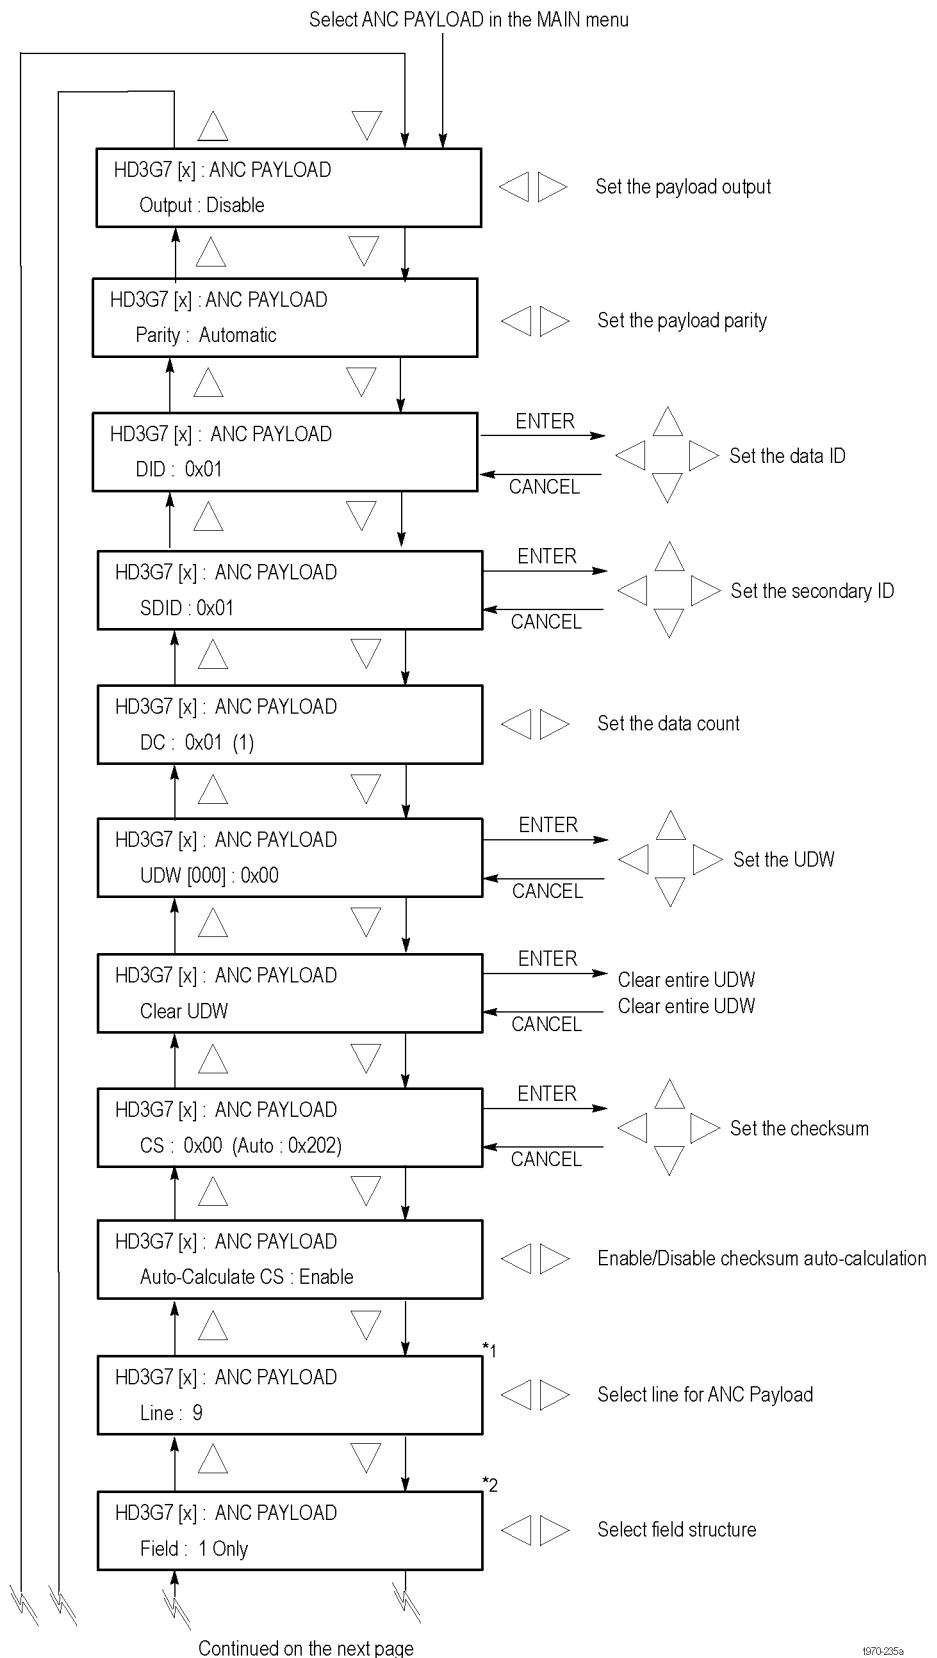 Select ANC PAYLOAD in the MAIN menu
HD3G7 [x] : ANC PAYLOAD
Output : Disable
Set the payload output
HD3G7 [x] : ANC PAYLOAD
Parity : Automatic
Set the payload parity
HD3G7 [x] : ANC PAYLOAD
DID : 0x01
ENTER
CANCEL
Set the data ID
HD3G7 [x] : ANC PAYLOAD
SDID : 0x01
ENTER
CANCEL
Set the secondary ID
HD3G7 [x] : ANC PAYLOAD
DC : 0x01 (1)
Set the data count
HD3G7 [x] : ANC PAYLOAD
UDW [000] : 0x00
ENTER
CANCEL
Set the UDW
HD3G7 [x] : ANC PAYLOAD
Clear UDW
ENTER
CANCEL
Clear entire UDW
Clear entire UDW
HD3G7 [x] : ANC PAYLOAD
CS : 0x00 (Auto : 0x202)
ENTER
CANCEL
Set the checksum
HD3G7 [x] : ANC PAYLOAD
Auto-Calculate CS : Enable
Enable/Disable checksum auto-calculation
*1
HD3G7 [x] : ANC PAYLOAD
Line : 9
Select line for ANC Payload
*2
HD3G7 [x] : ANC PAYLOAD
Field : 1 Only
Select field structure
Continued on the next page
1970-235a